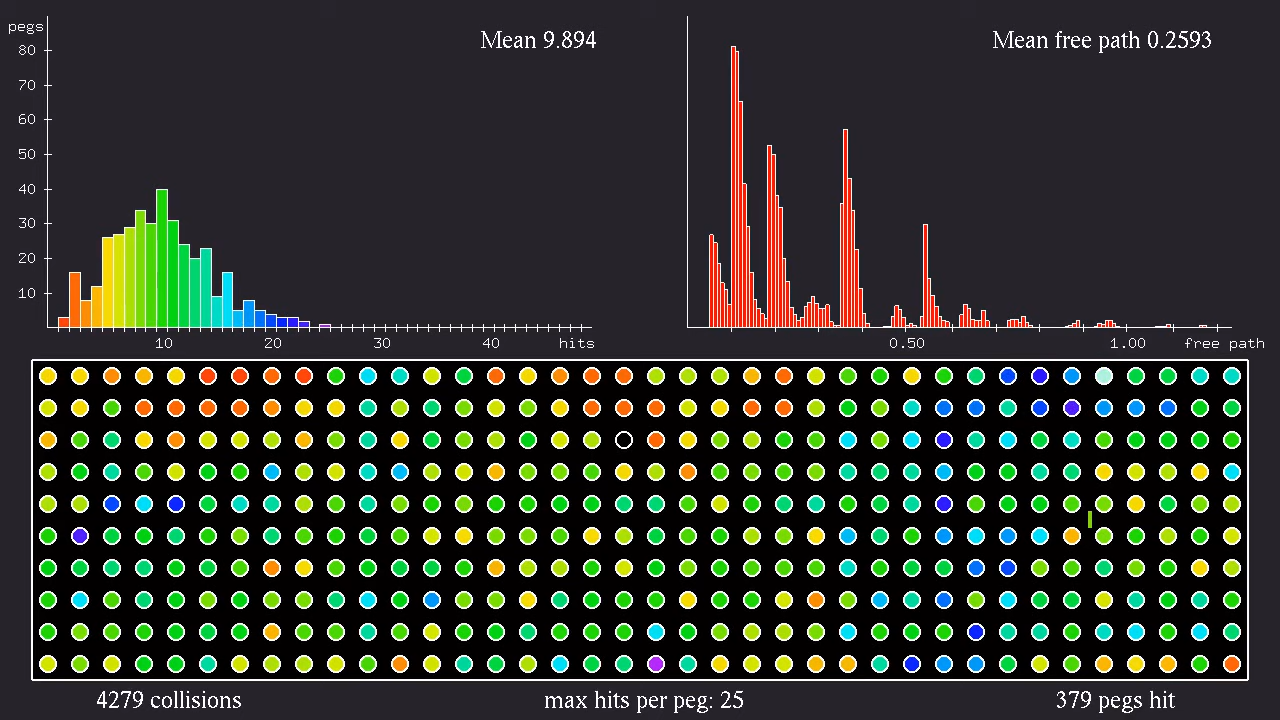 pegs
80
70
60
50
40
30
20
10
Mean 9.894
10 20 30 40 hits
Mean free path 0.2593
0.50 1.00 free path
4279 collisions
max hits per peg: 25
379 pegs hit